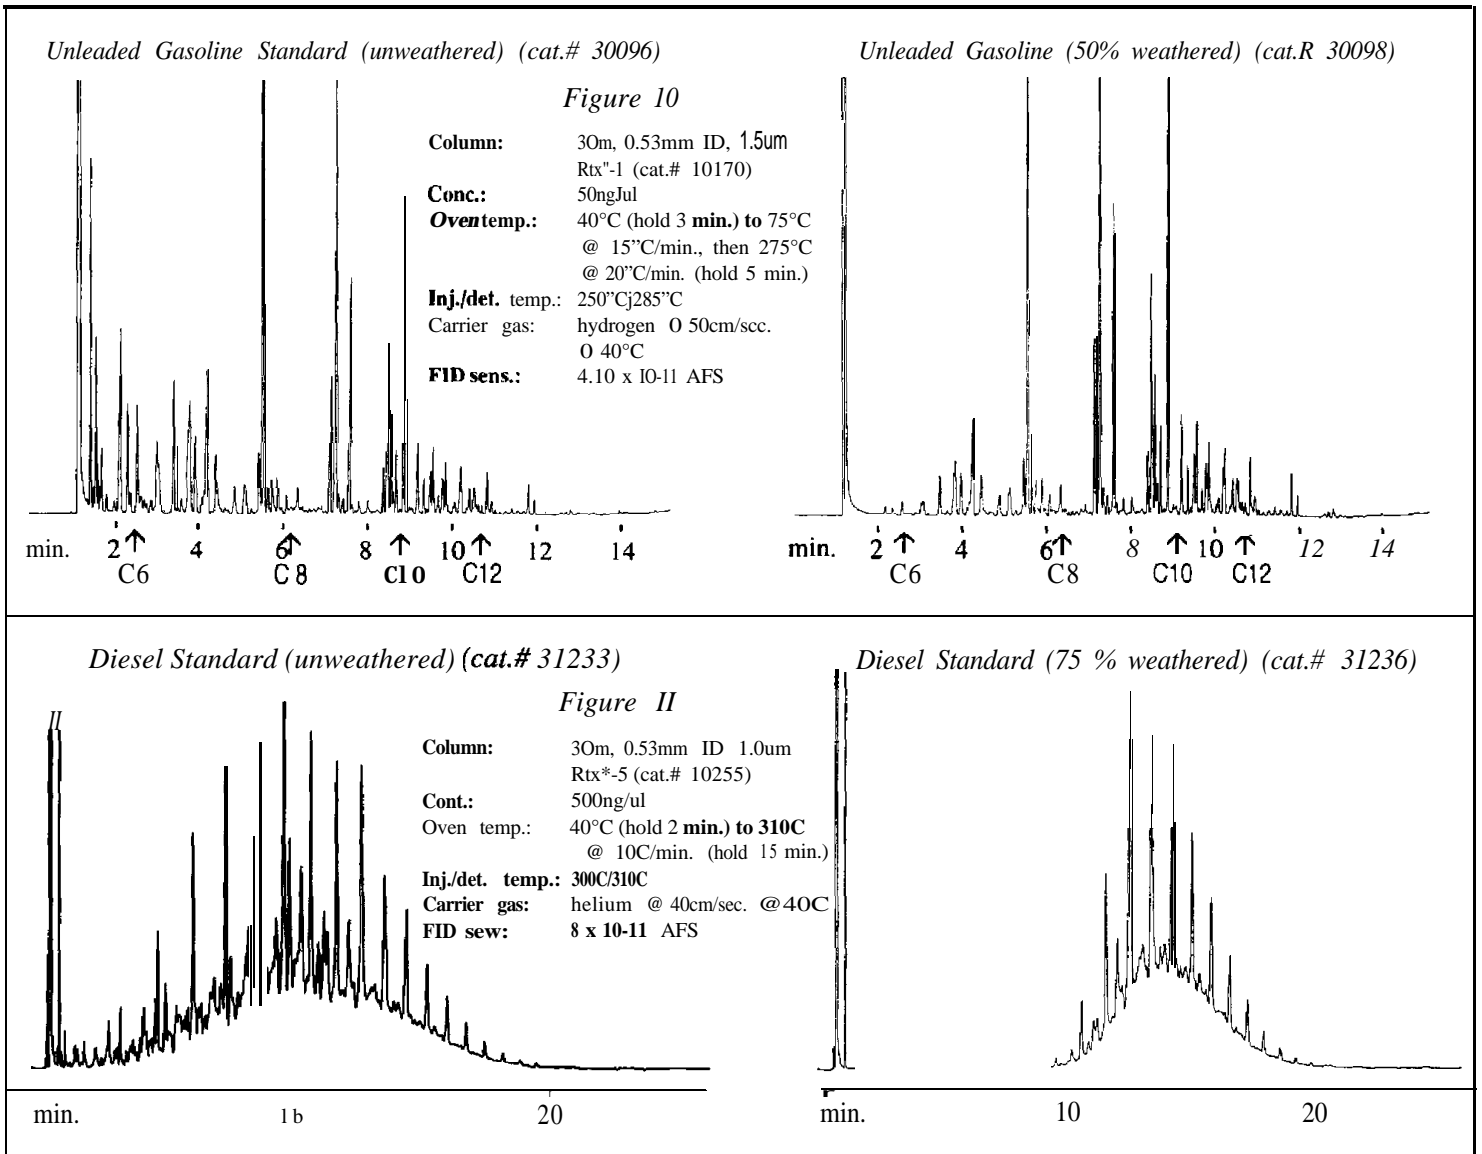 Unleaded Gasoline Standard (unweathered) (cat.# 30096)
Unleaded Gasoline (50% weathered) (cat.R 30098)
Figure 10
Column: 3Om, 0.53mm ID, 1.5um
Rtx"-1 (cat.# 10170)
Conc.: 50ngJul
Oven temp.: 40°C (hold 3 min.) to 75°C
@ 15”C/min., then 275°C
@ 20”C/min. (hold 5 min.)
Inj./det. temp.: 250”Cj285”C
Carrier gas: hydrogen O 50cm/scc.
O 40°C
FID sens.: 4.10 x IO-11 AFS
min. 2 4 6 8 10 12 14
C6 C8 C10 C12
min. 2 4 6 8 10 12 14
C6 C8 C10 C12
Diesel Standard (unweathered) (cat.# 31233)
Diesel Standard (75 % weathered) (cat.# 31236)
Figure II
II
Column: 3Om, 0.53mm ID 1.0um
Rtx*-5 (cat.# 10255)
Cont.: 500ng/ul
Oven temp.: 40°C (hold 2 min.) to 310C
@ 10C/min. (hold 15 min.)
Inj./det. temp.: 300C/310C
Carrier gas: helium @ 40cm/sec. @40C
FID sew: 8 x 10-11 AFS
min. 1b 20
min. 10 20